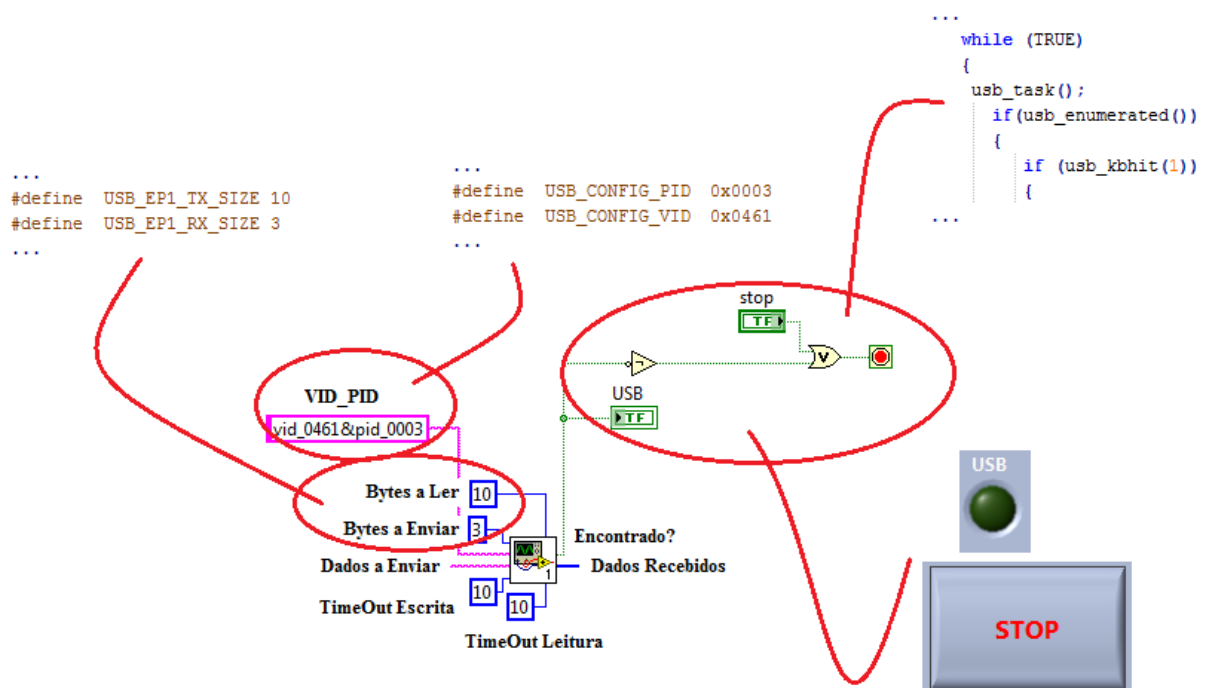 ...
while (TRUE)
{
usb_task();
if(usb_enumerated())
{
if (usb_kbhit(1))
{
...
...
#define USB_EP1_TX_SIZE 10
#define USB_EP1_RX_SIZE 3
...
...
#define USB_CONFIG_PID 0x0003
#define USB_CONFIG_VID 0x0461
...
stop
TF
V
USB
TF
VID_PID
vid_0461&pid_0003
Bytes a Ler 10
Bytes a Enviar 3
Encontrado?
Dados a Enviar
Dados Recebidos
1
TimeOut Escrita 10
10
TimeOut Leitura
USB
STOP